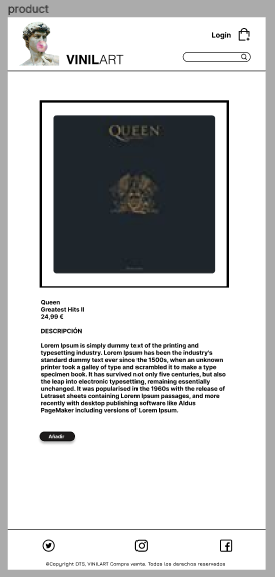 product
Login
VINILART
QUEEN
Queen
Greatest Hits II
24,99 €
DESCRIPCIÓN
Lorem Ipsum is simply dummy text of the printing and
typesetting industry. Lorem Ipsum has been the industry's
standard dummy text ever since the 1500s, when an unknown
printer took a galley of type and scrambled it to make a type
specimen book. It has survived not only five centuries, but also
the leap into electronic typesetting, remaining essentially
unchanged. It was popularised in the 1960s with the release of
Letraset sheets containing Lorem Ipsum passages, and more
recently with desktop publishing software like Aldus
PageMaker including versions of Lorem Ipsum.
Añadir
©Copyright DTS. VINILART Compra venta. Todos los derechos reservados